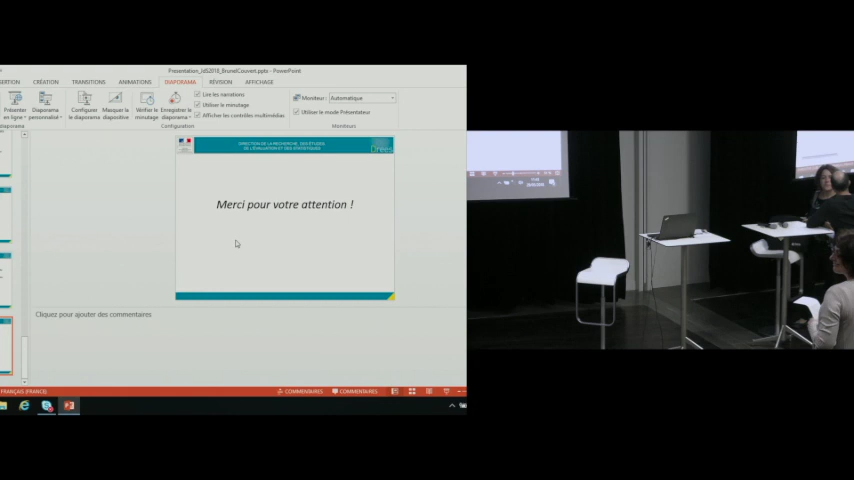 Presentation_JdS2018_BrunelCouvert.pptx - PowerPoint
SERTION CRÉATION TRANSITIONS ANIMATIONS DIAPORAMA RÉVISION AFFICHAGE
Présenter en ligne
Diaporama personnalisé
Configurer le diaporama
Masquer la diapositive
Vérifier le minutage
Enregistrer le diaporama
Lire les narrations
Utiliser le minutage
Afficher les contrôles multimédias
Moniteur : Automatique
Utiliser le mode Présentateur
diaporama
Configuration
Moniteurs
DIRECTION DE LA RECHERCHE, DES ÉTUDES,
DE L'ÉVALUATION ET DES STATISTIQUES
Drees
Merci pour votre attention !
Cliquez pour ajouter des commentaires
FRANÇAIS (FRANCE)
COMMENTAIRES COMMENTAIRES